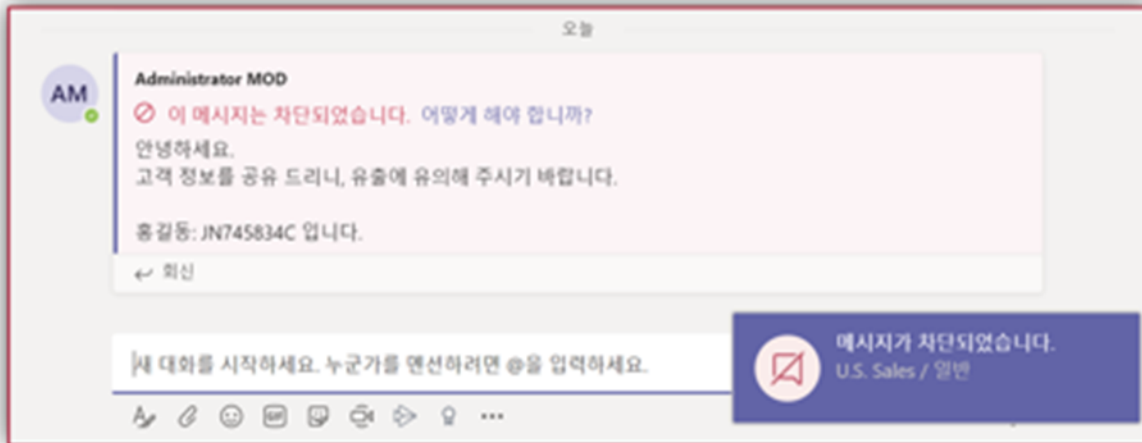 오늘
AM
Administrator MOD
이 메시지는 차단되었습니다. 어떻게 해야 합니까?
안녕하세요.
고객 정보를 공유 드리니, 유출에 유의해 주시기 바랍니다.
홍길동: JN745834C 입니다.
회신
새 대화를 시작하세요. 누군가를 멘션하려면 @을 입력하세요.
GIF
메시지가 차단되었습니다.
U.S. Sales / 일반